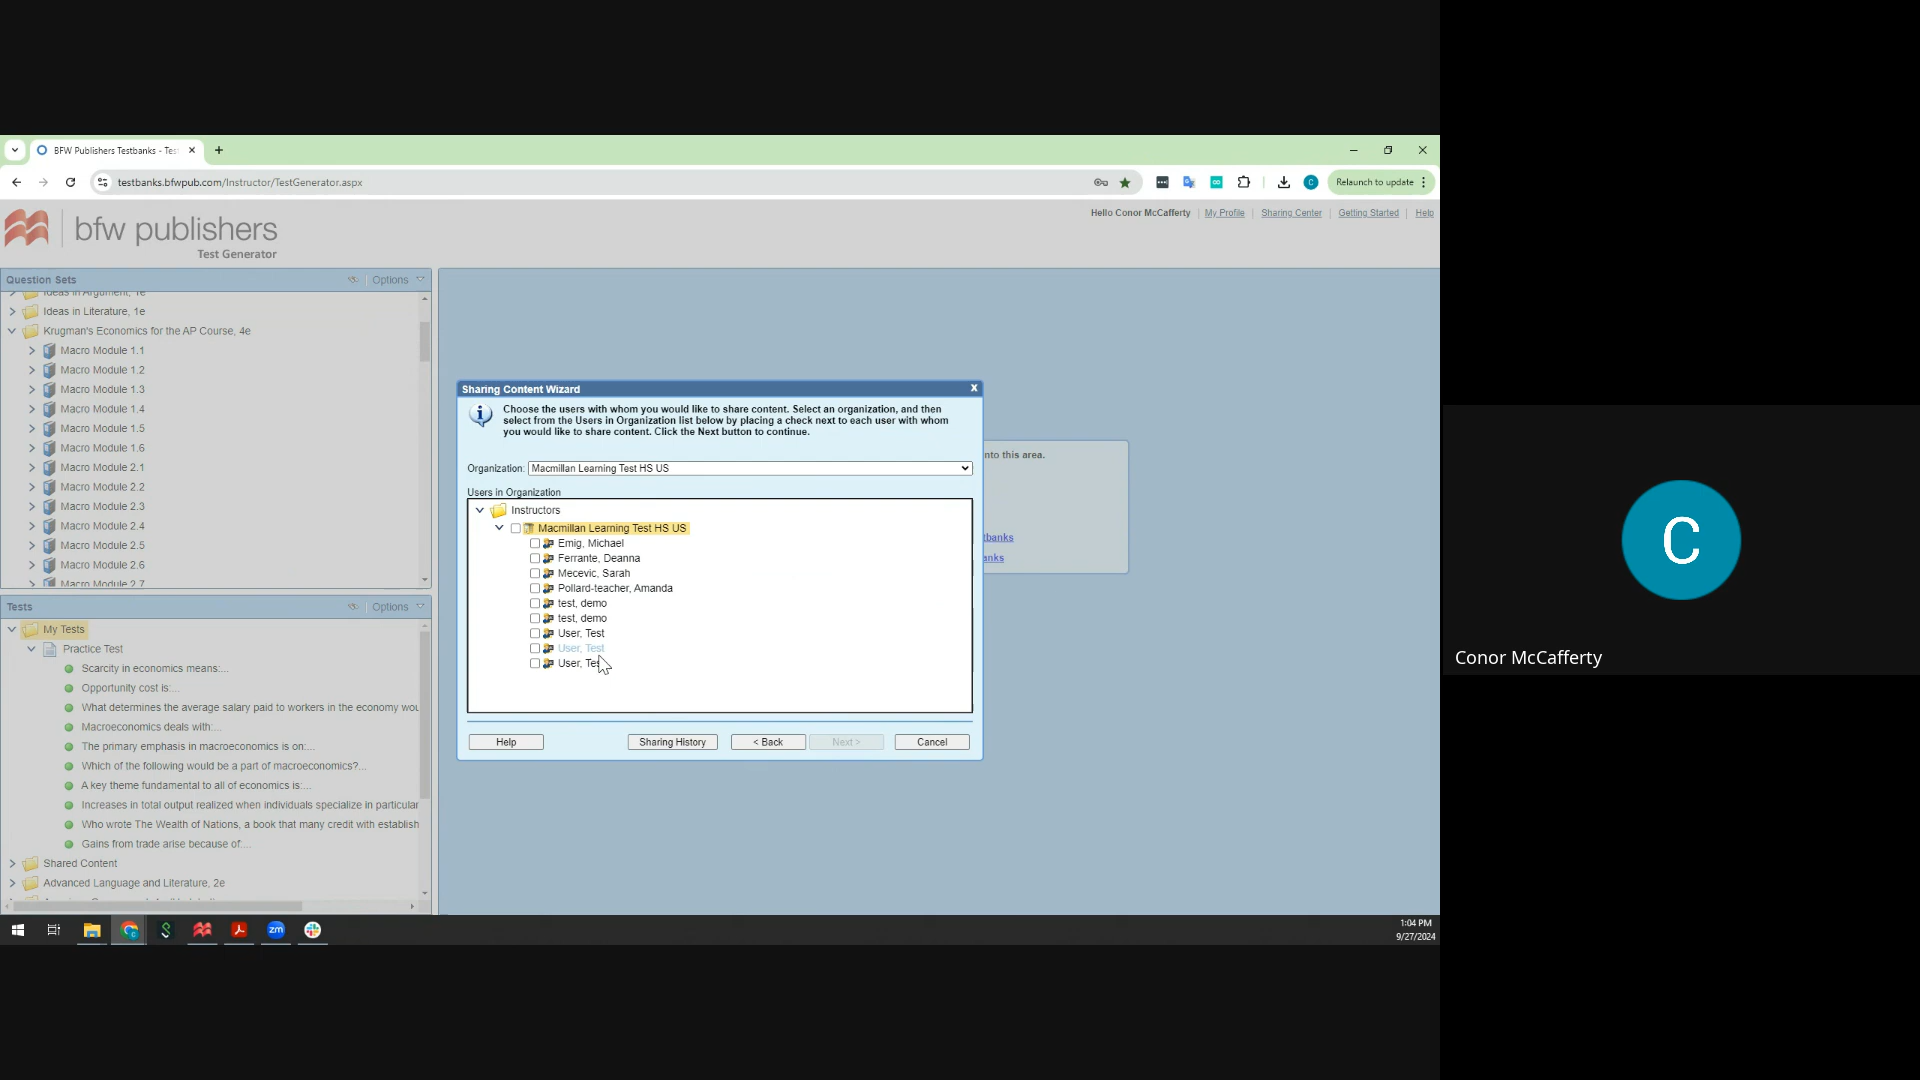 BFW Publishers Testbanks - Tes
testbanks.bfwpub.com/Instructor/TestGenerator.aspx
C
Relaunch to update
bfw publishers
Test Generator
Hello Conor McCafferty
My Profile
Sharing Center
Getting Started
Help
Question Sets
Options
Ideas in Argument, 1e
Ideas in Literature, 1e
Krugman's Economics for the AP Course, 4e
Macro Module 1.1
Macro Module 1.2
Macro Module 1.3
Macro Module 1.4
Macro Module 1.5
Macro Module 1.6
Macro Module 2.1
Macro Module 2.2
Macro Module 2.3
Macro Module 2.4
Macro Module 2.5
Macro Module 2.6
Macro Module 2.7
Tests
Options
My Tests
Practice Test
Scarcity in economics means:...
Opportunity cost is:...
What determines the average salary paid to workers in the economy wou
Macroeconomics deals with:...
The primary emphasis in macroeconomics is on:...
Which of the following would be a part of macroeconomics?...
A key theme fundamental to all of economics is:...
Increases in total output realized when individuals specialize in particular
Who wrote The Wealth of Nations, a book that many credit with establish
Gains from trade arise because of:...
Shared Content
Advanced Language and Literature, 2e
Sharing Content Wizard
X
Choose the users with whom you would like to share content. Select an organization, and then
select from the Users in Organization list below by placing a check next to each user with whom
you would like to share content. Click the Next button to continue.
Organization: Macmillan Learning Test HS US
Users in Organization
Instructors
Macmillan Learning Test HS US
Emig, Michael
Ferrante, Deanna
Mecevic, Sarah
Pollard-teacher, Amanda
test, demo
test, demo
User, Test
User, Test
User, Tes
Help
Sharing History
< Back
Next >
Cancel
nto this area.
tbanks
anks
zm
1:04 PM
9/27/2024
C
Conor McCafferty